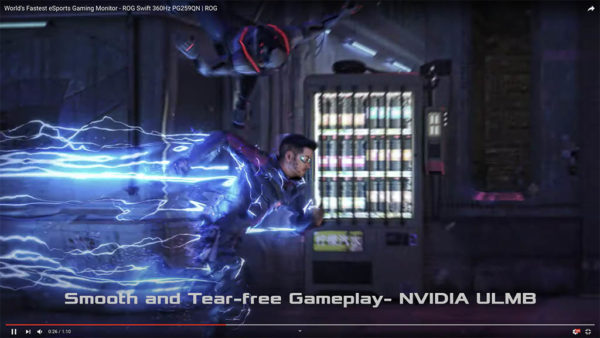 World's Fastest eSports Gaming Monitor - ROG Swift 360Hz PG259QN | ROG
Smooth and Tear-free Gameplay- NVIDIA ULMB
0:26 / 1:10